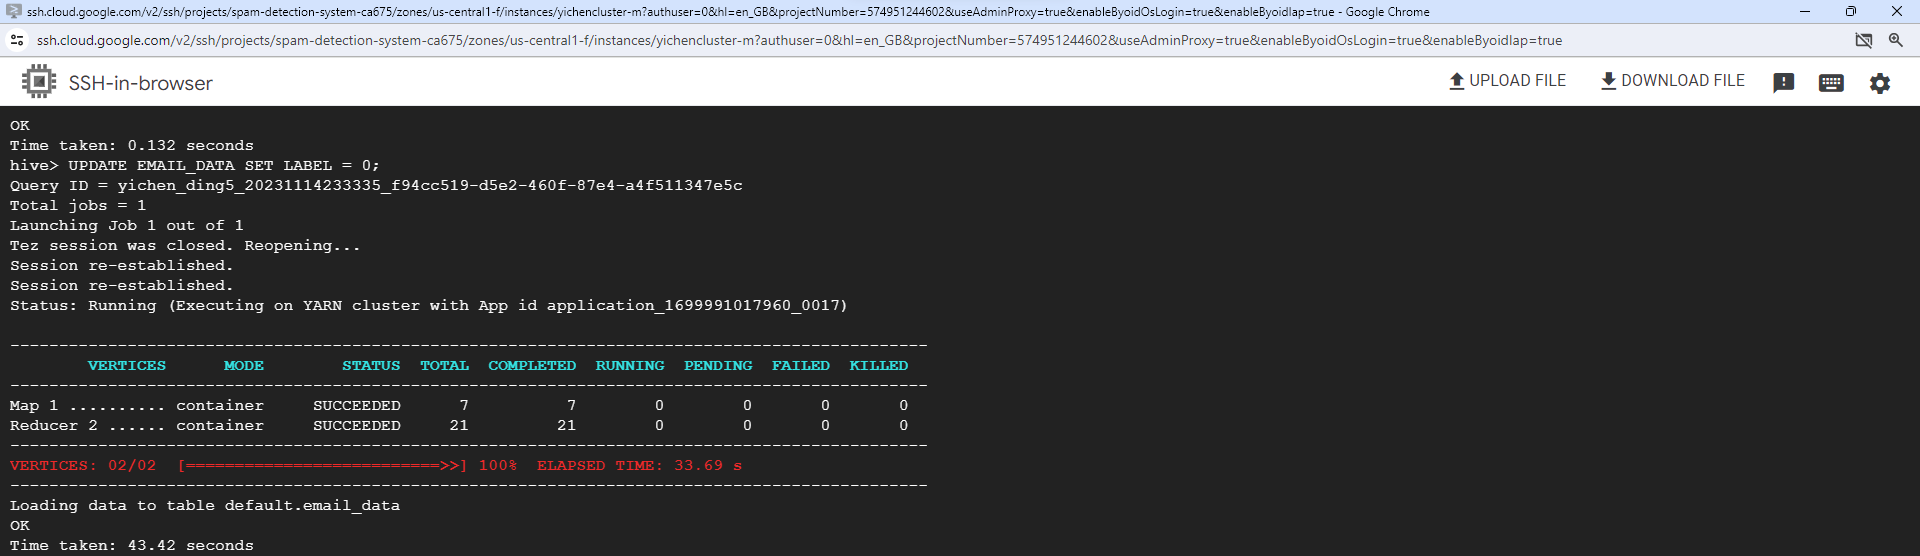 ssh.cloud.google.com/v2/ssh/projects/spam-detection-system-ca675/zones/us-central1-f/instances/yichencluster-m?authuser=0&hl=en_GB&projectNumber=574951244602&useAdminProxy=true&enableByoidOsLogin=true&enableByoidIap=true - Google Chrome
ssh.cloud.google.com/v2/ssh/projects/spam-detection-system-ca675/zones/us-central1-f/instances/yichencluster-m?authuser=0&hl=en_GB&projectNumber=574951244602&useAdminProxy=true&enableByoidOsLogin=true&enableByoidIap=true
SSH-in-browser UPLOAD FILE DOWNLOAD FILE
OK
Time taken: 0.132 seconds
hive> UPDATE EMAIL_DATA SET LABEL = 0;
Query ID = yichen_ding5_20231114233335_f94cc519-d5e2-460f-87e4-a4f511347e5c
Total jobs = 1
Launching Job 1 out of 1
Tez session was closed. Reopening...
Session re-established.
Session re-established.
Status: Running (Executing on YARN cluster with App id application_1699991017960_0017)
----------------------------------------------------------------------------------------------
VERTICES MODE STATUS TOTAL COMPLETED RUNNING PENDING FAILED KILLED
----------------------------------------------------------------------------------------------
Map 1 .......... container SUCCEEDED 7 7 0 0 0 0
Reducer 2 ...... container SUCCEEDED 21 21 0 0 0 0
----------------------------------------------------------------------------------------------
VERTICES: 02/02 [==========================>>] 100% ELAPSED TIME: 33.69 s
----------------------------------------------------------------------------------------------
Loading data to table default.email_data
OK
Time taken: 43.42 seconds